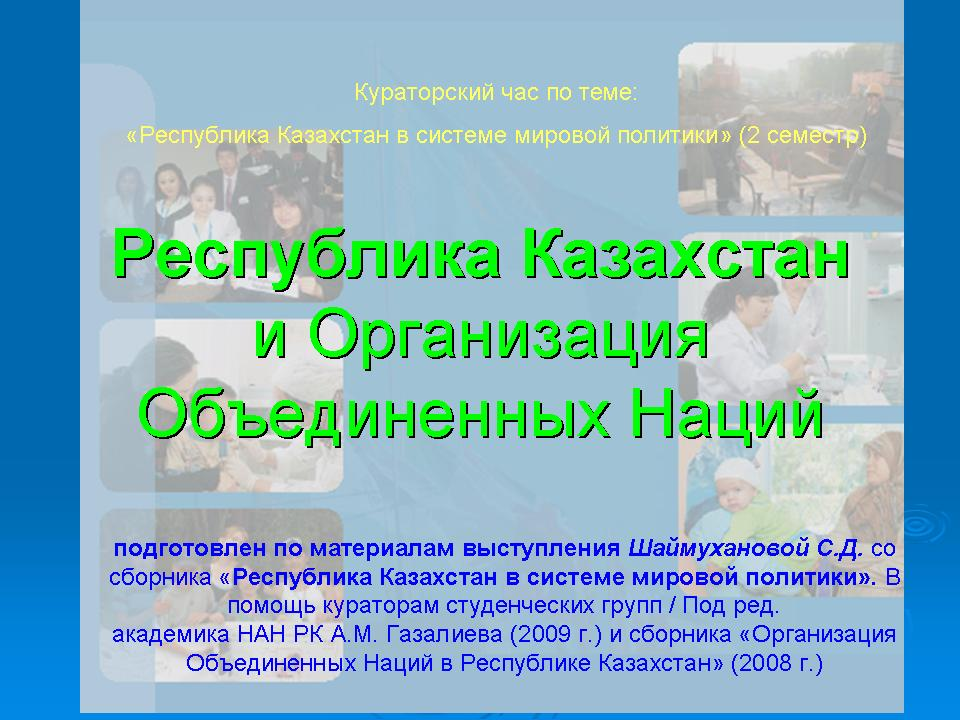 Кураторский час по теме:
«Республика Казахстан в системе мировой политики» (2 семестр)
Республика Казахстан
и Организация
Объединенных Наций
подготовлен по материалам выступления Шаймухановой С.Д. со
сборника «Республика Казахстан в системе мировой политики». В
помощь кураторам студенческих групп / Под ред.
академика НАН РК А.М. Газалиева (2009 г.) и сборника «Организация
Объединенных Наций в Республике Казахстан» (2008 г.)